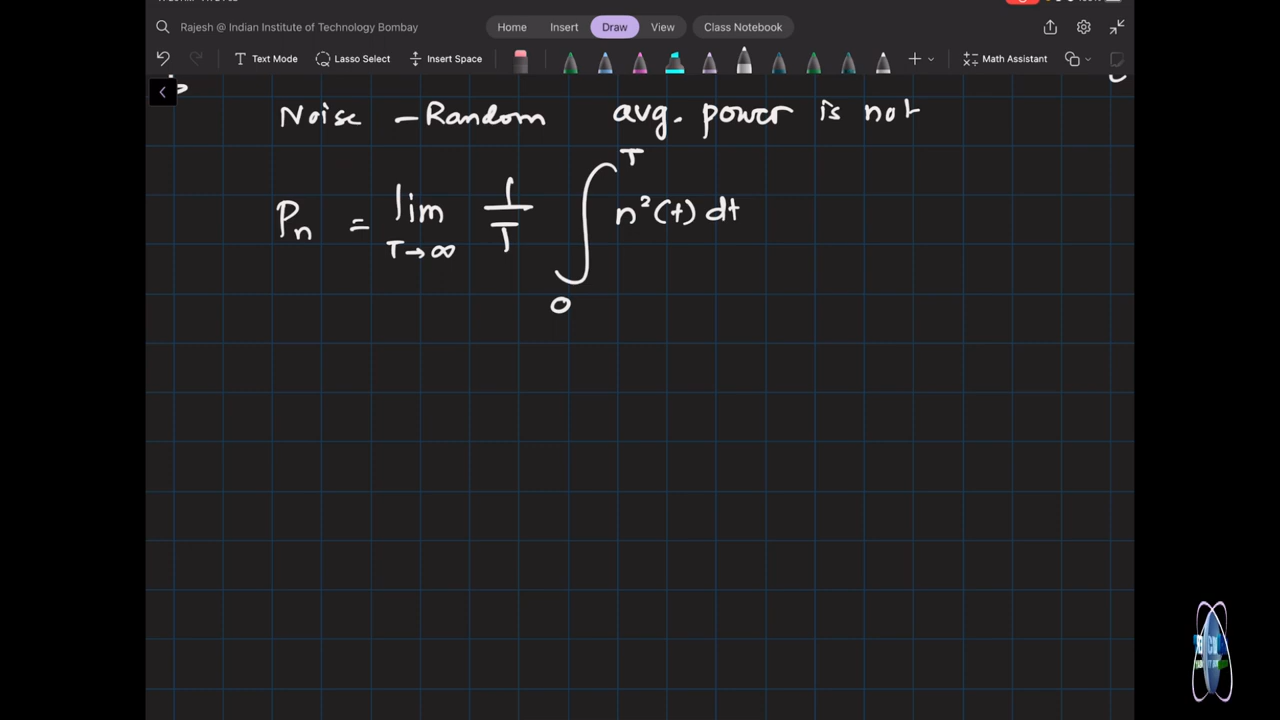 Rajesh @ Indian Institute of Technology Bombay
Home Insert Draw View Class Notebook
Text Mode Lasso Select Insert Space Math Assistant
Noise – Random avg. power is not
Pn = lim T→∞ 1/T ∫₀ᵀ n²(t) dt